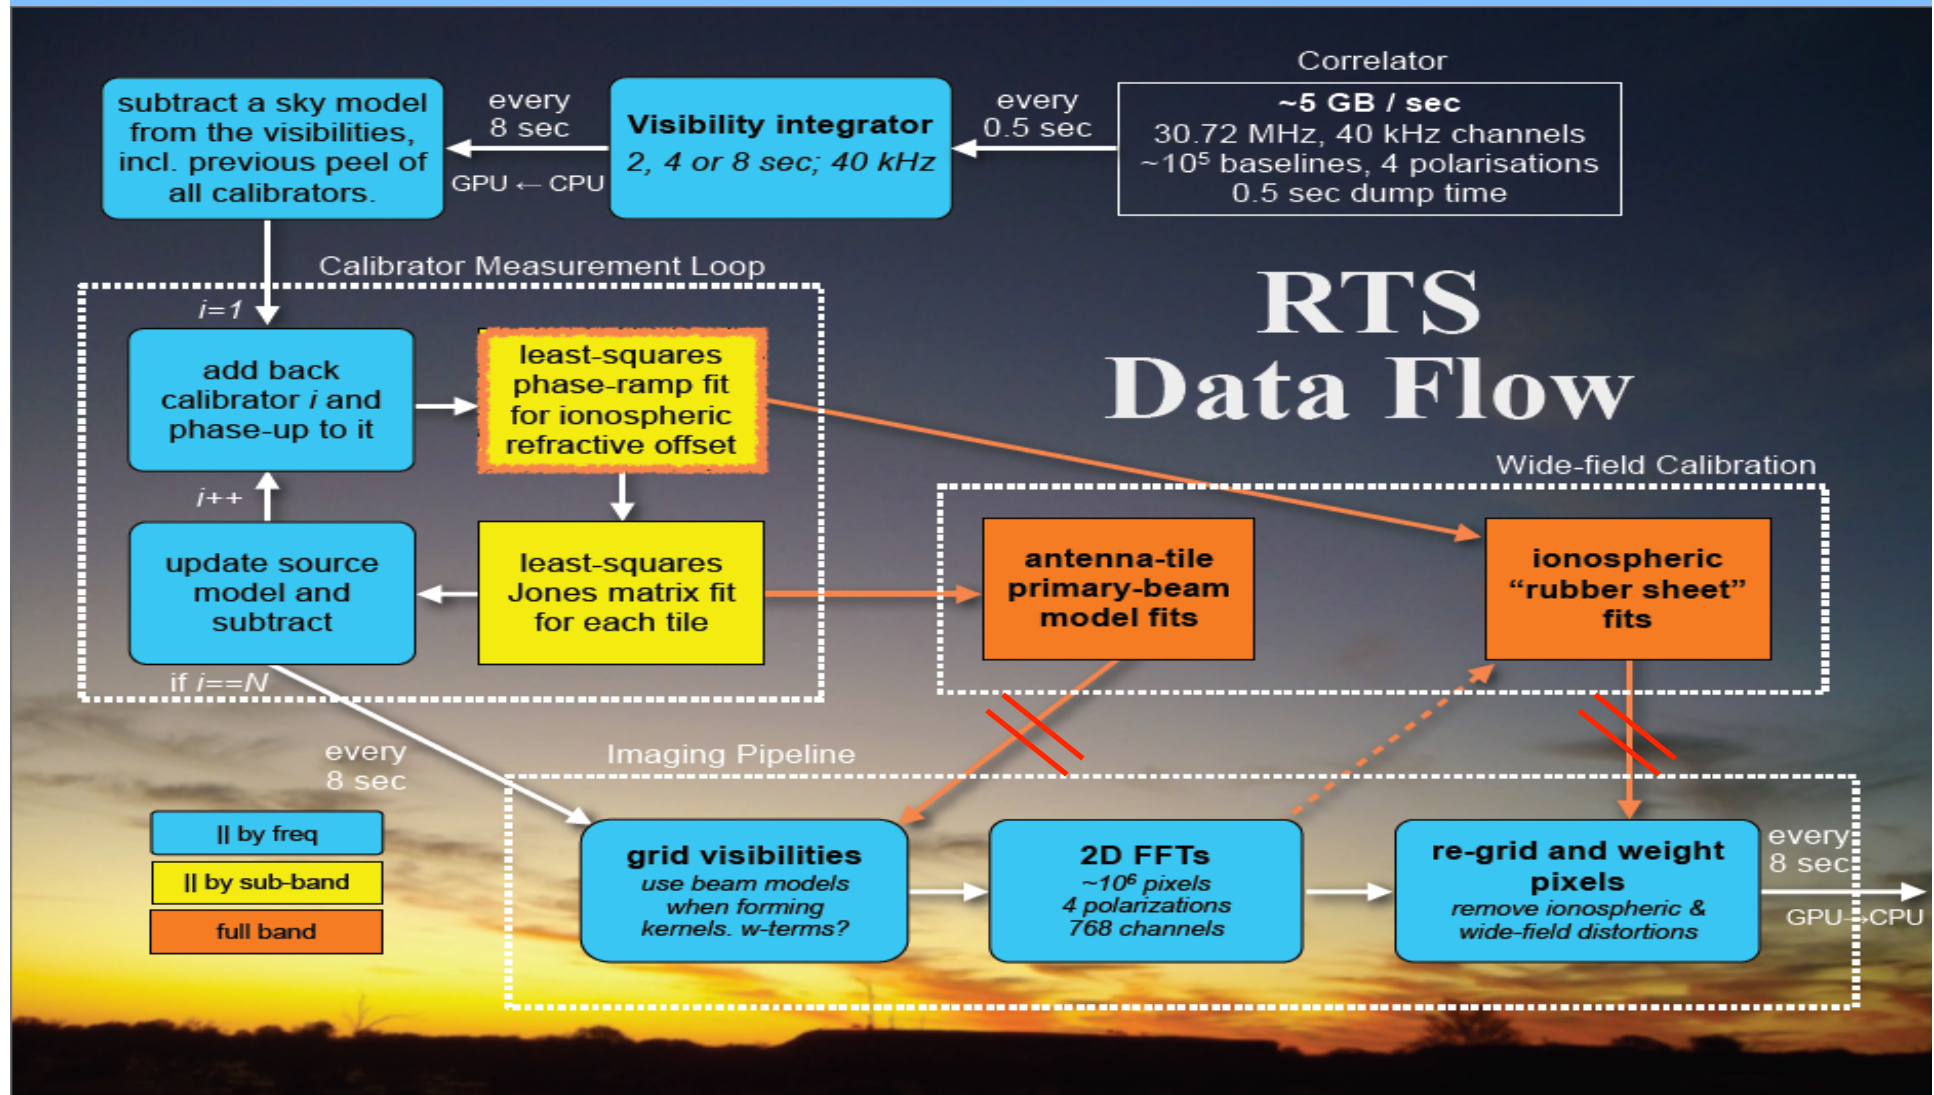 Correlator
~5 GB / sec
30.72 MHz, 40 kHz channels
~10⁵ baselines, 4 polarisations
0.5 sec dump time
every
0.5 sec
Visibility integrator
2, 4 or 8 sec; 40 kHz
every
8 sec
GPU ← CPU
subtract a sky model
from the visibilities,
incl. previous peel of
all calibrators.
RTS
Data Flow
Calibrator Measurement Loop
i=1
add back
calibrator i and
phase-up to it
least-squares
phase-ramp fit
for ionospheric
refractive offset
i++
update source
model and
subtract
least-squares
Jones matrix fit
for each tile
if i==N
Wide-field Calibration
antenna-tile
primary-beam
model fits
ionospheric
“rubber sheet”
fits
every
8 sec
Imaging Pipeline
grid visibilities
use beam models
when forming
kernels. w-terms?
2D FFTs
~10⁶ pixels
4 polarizations
768 channels
re-grid and weight
pixels
remove ionospheric &
wide-field distortions
every
8 sec
GPU→CPU
|| by freq
|| by sub-band
full band